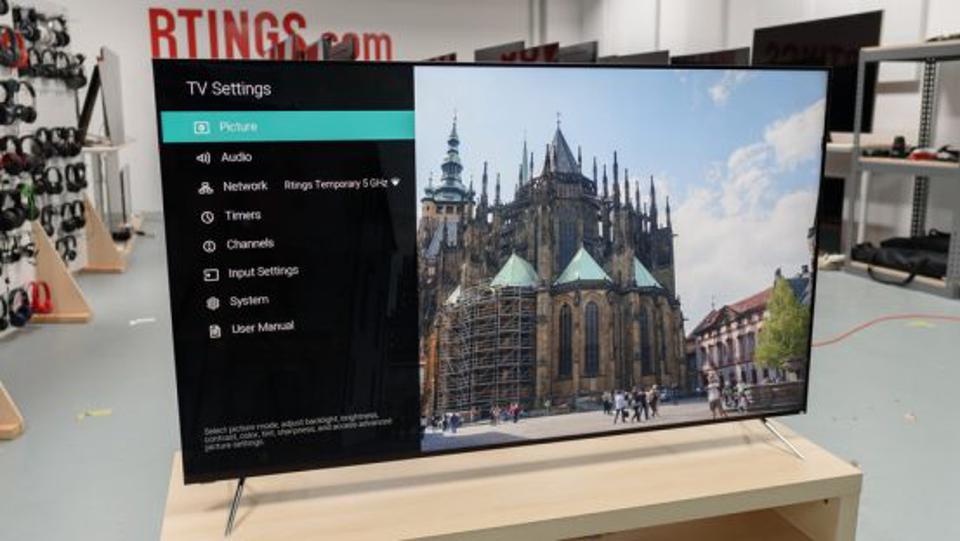 RTINGS.com
TV Settings
Picture
Audio
Network Rtings Temporary 5 GHz
Timers
Channels
Input Settings
System
User Manual
Select picture mode, adjust backlight, brightness,
contrast, color, tint, sharpness, and access advanced
picture settings.